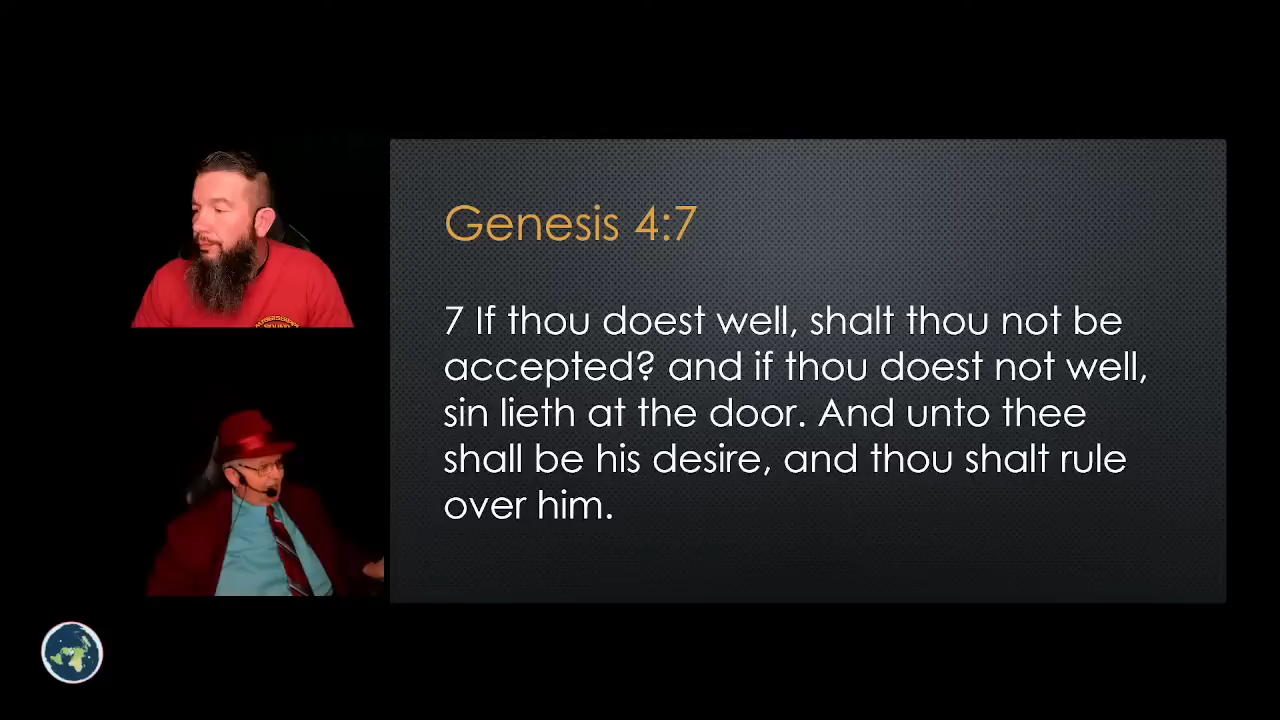 Genesis 4:7
7 If thou doest well, shalt thou not be
accepted? and if thou doest not well,
sin lieth at the door. And unto thee
shall be his desire, and thou shalt rule
over him.